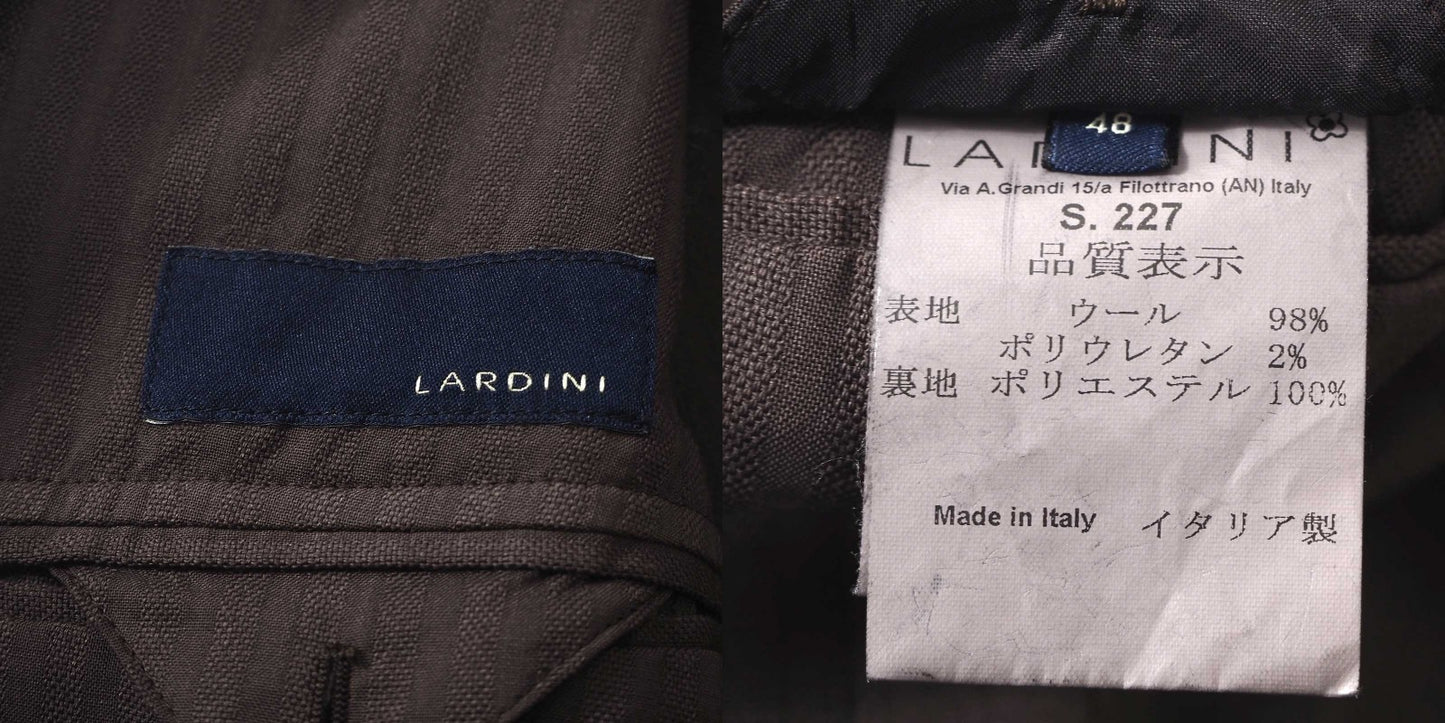 LARDINI
48
LARDINI
Via A.Grandi 15/a Filottrano (AN) Italy
S. 227
品質表示
表地 ウール 98%
ポリウレタン 2%
裏地 ポリエステル 100%
Made in Italy イタリア製